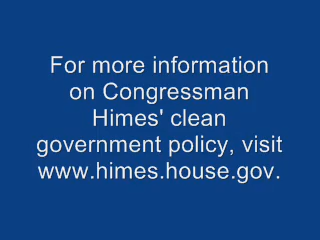 For more information
on Congressman
Himes' clean
government policy, visit
www.himes.house.gov.